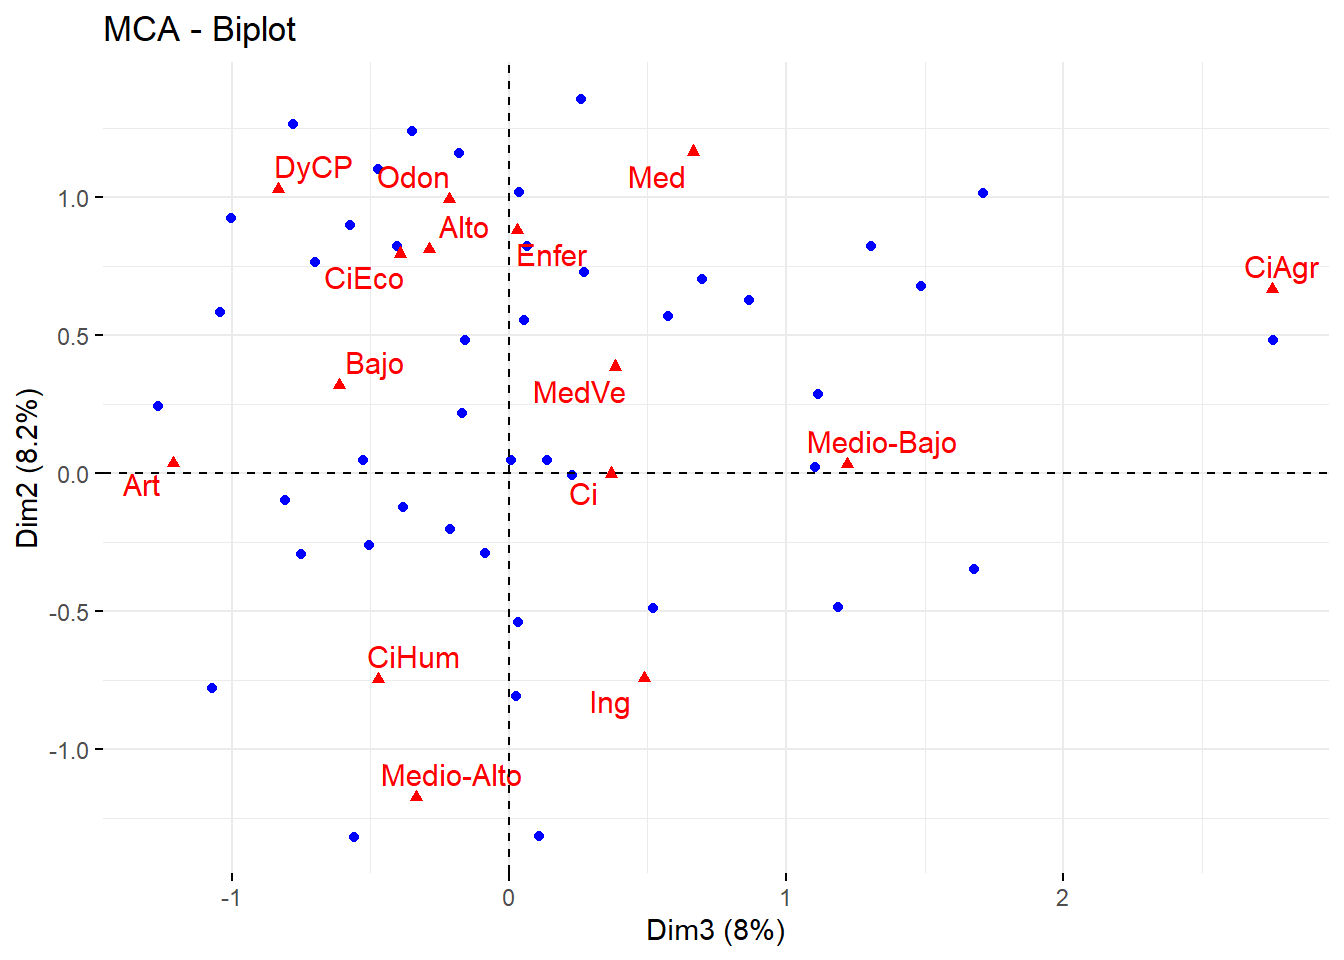 MCA - Biplot
DyCP
Odon
Med
Alto
Enfer
CiEco
CiAgr
Bajo
MedVe
Medio-Bajo
Art
Ci
CiHum
Ing
Medio-Alto
1.0
0.5
0.0
-0.5
-1.0
Dim2 (8.2%)
-1
0
1
2
Dim3 (8%)